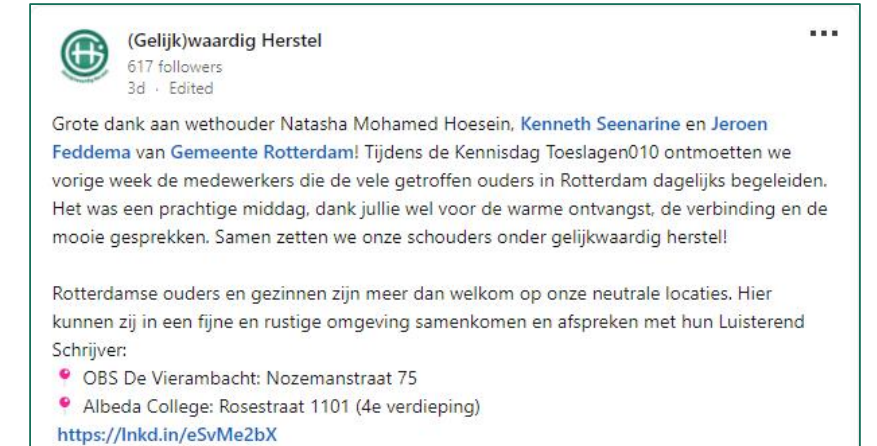 (Gelijk)waardig Herstel
617 followers
3d · Edited
Grote dank aan wethouder Natasha Mohamed Hoesein, Kenneth Seenarine en Jeroen
Feddema van Gemeente Rotterdam! Tijdens de Kennisdag Toeslagen010 ontmoetten we
vorige week de medewerkers die de vele getroffen ouders in Rotterdam dagelijks begeleiden.
Het was een prachtige middag, dank jullie wel voor de warme ontvangst, de verbinding en de
mooie gesprekken. Samen zetten we onze schouders onder gelijkwaardig herstel!
Rotterdamse ouders en gezinnen zijn meer dan welkom op onze neutrale locaties. Hier
kunnen zij in een fijne en rustige omgeving samenkomen en afspreken met hun Luisterend
Schrijver:
📍 OBS De Vierambacht: Nozemanstraat 75
📍 Albeda College: Rosestraat 1101 (4e verdieping)
https://lnkd.in/eSvMe2bX